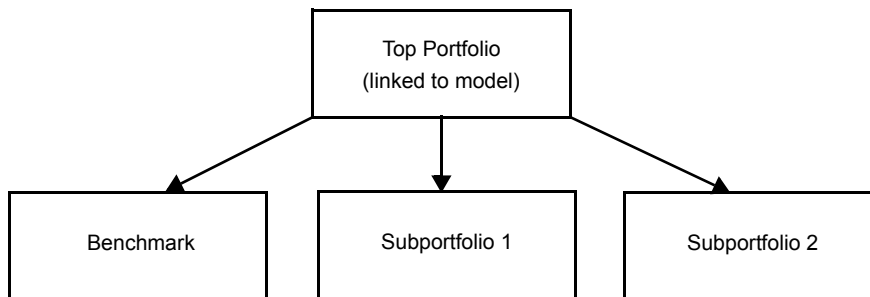 Top Portfolio
(linked to model)
Benchmark
Subportfolio 1
Subportfolio 2